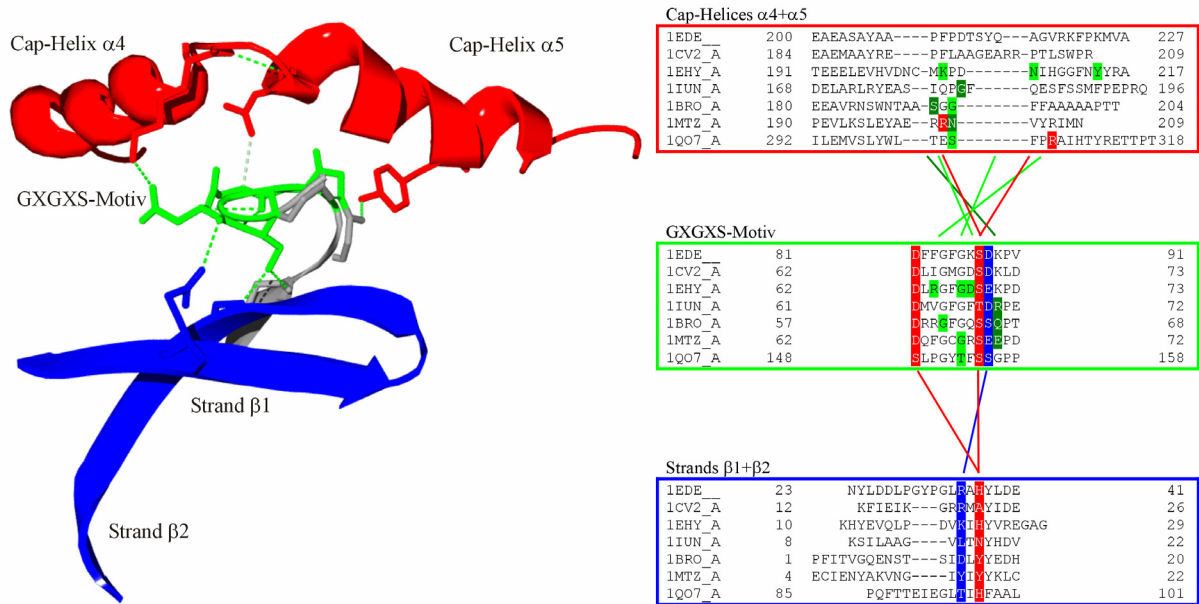 Cap-Helix α4
Cap-Helix α5
GXGXS-Motiv
Strand β1
Strand β2
Cap-Helices α4+α5
1EDE__ 200 EAEASAYAA---PFPDTSYQ--AGVRKFPKMVA 227
1CV2_A 184 EAEMAAYRE---PFLAAGEARR-PTLSWPR 209
1EHY_A 191 TEEELEVHVDNC-MKPD-------NIHGGFNYYRA 217
1IUN_A 168 DELARLRYEAS--IQPGF------QESFSSMFPEPRQ 196
1BRO_A 180 EEAVRNSWNTAA-SGG--------FFAAAAAPTT 204
1MTZ_A 190 PEVLKSLEYAE-RRN--------VYRIMN 209
1QO7_A 292 ILEMVSLYWL--TES--------FPRAIHTYRETTPT 318
GXGXS-Motiv
1EDE__ 81 DFFGFGKSDKPV 91
1CV2_A 62 DLIGMGDSDKLD 73
1EHY_A 62 DLRGFGDSEKPD 73
1IUN_A 61 DMVGFGFTDRPE 72
1BRO_A 57 DRRGFGQSSQPT 68
1MTZ_A 62 DQFGCGRSEEPD 72
1QO7_A 148 SLPGYTFSSGPP 158
Strands β1+β2
1EDE__ 23 NYLDDLPGYPGLRAHYLDE 41
1CV2_A 12 KFIEIK---GRRMAYIDE 26
1EHY_A 10 KHYEVQLP--DVKIHYVREGAG 29
1IUN_A 8 KSILAAG---VLTNYHDV 22
1BRO_A 1 PFITVGQENST--SIDLYYEDH 20
1MTZ_A 4 ECIENYAKVNG----IYIYYKLC 22
1QO7_A 85 PQFTTEIEGLTIHFAAL 101